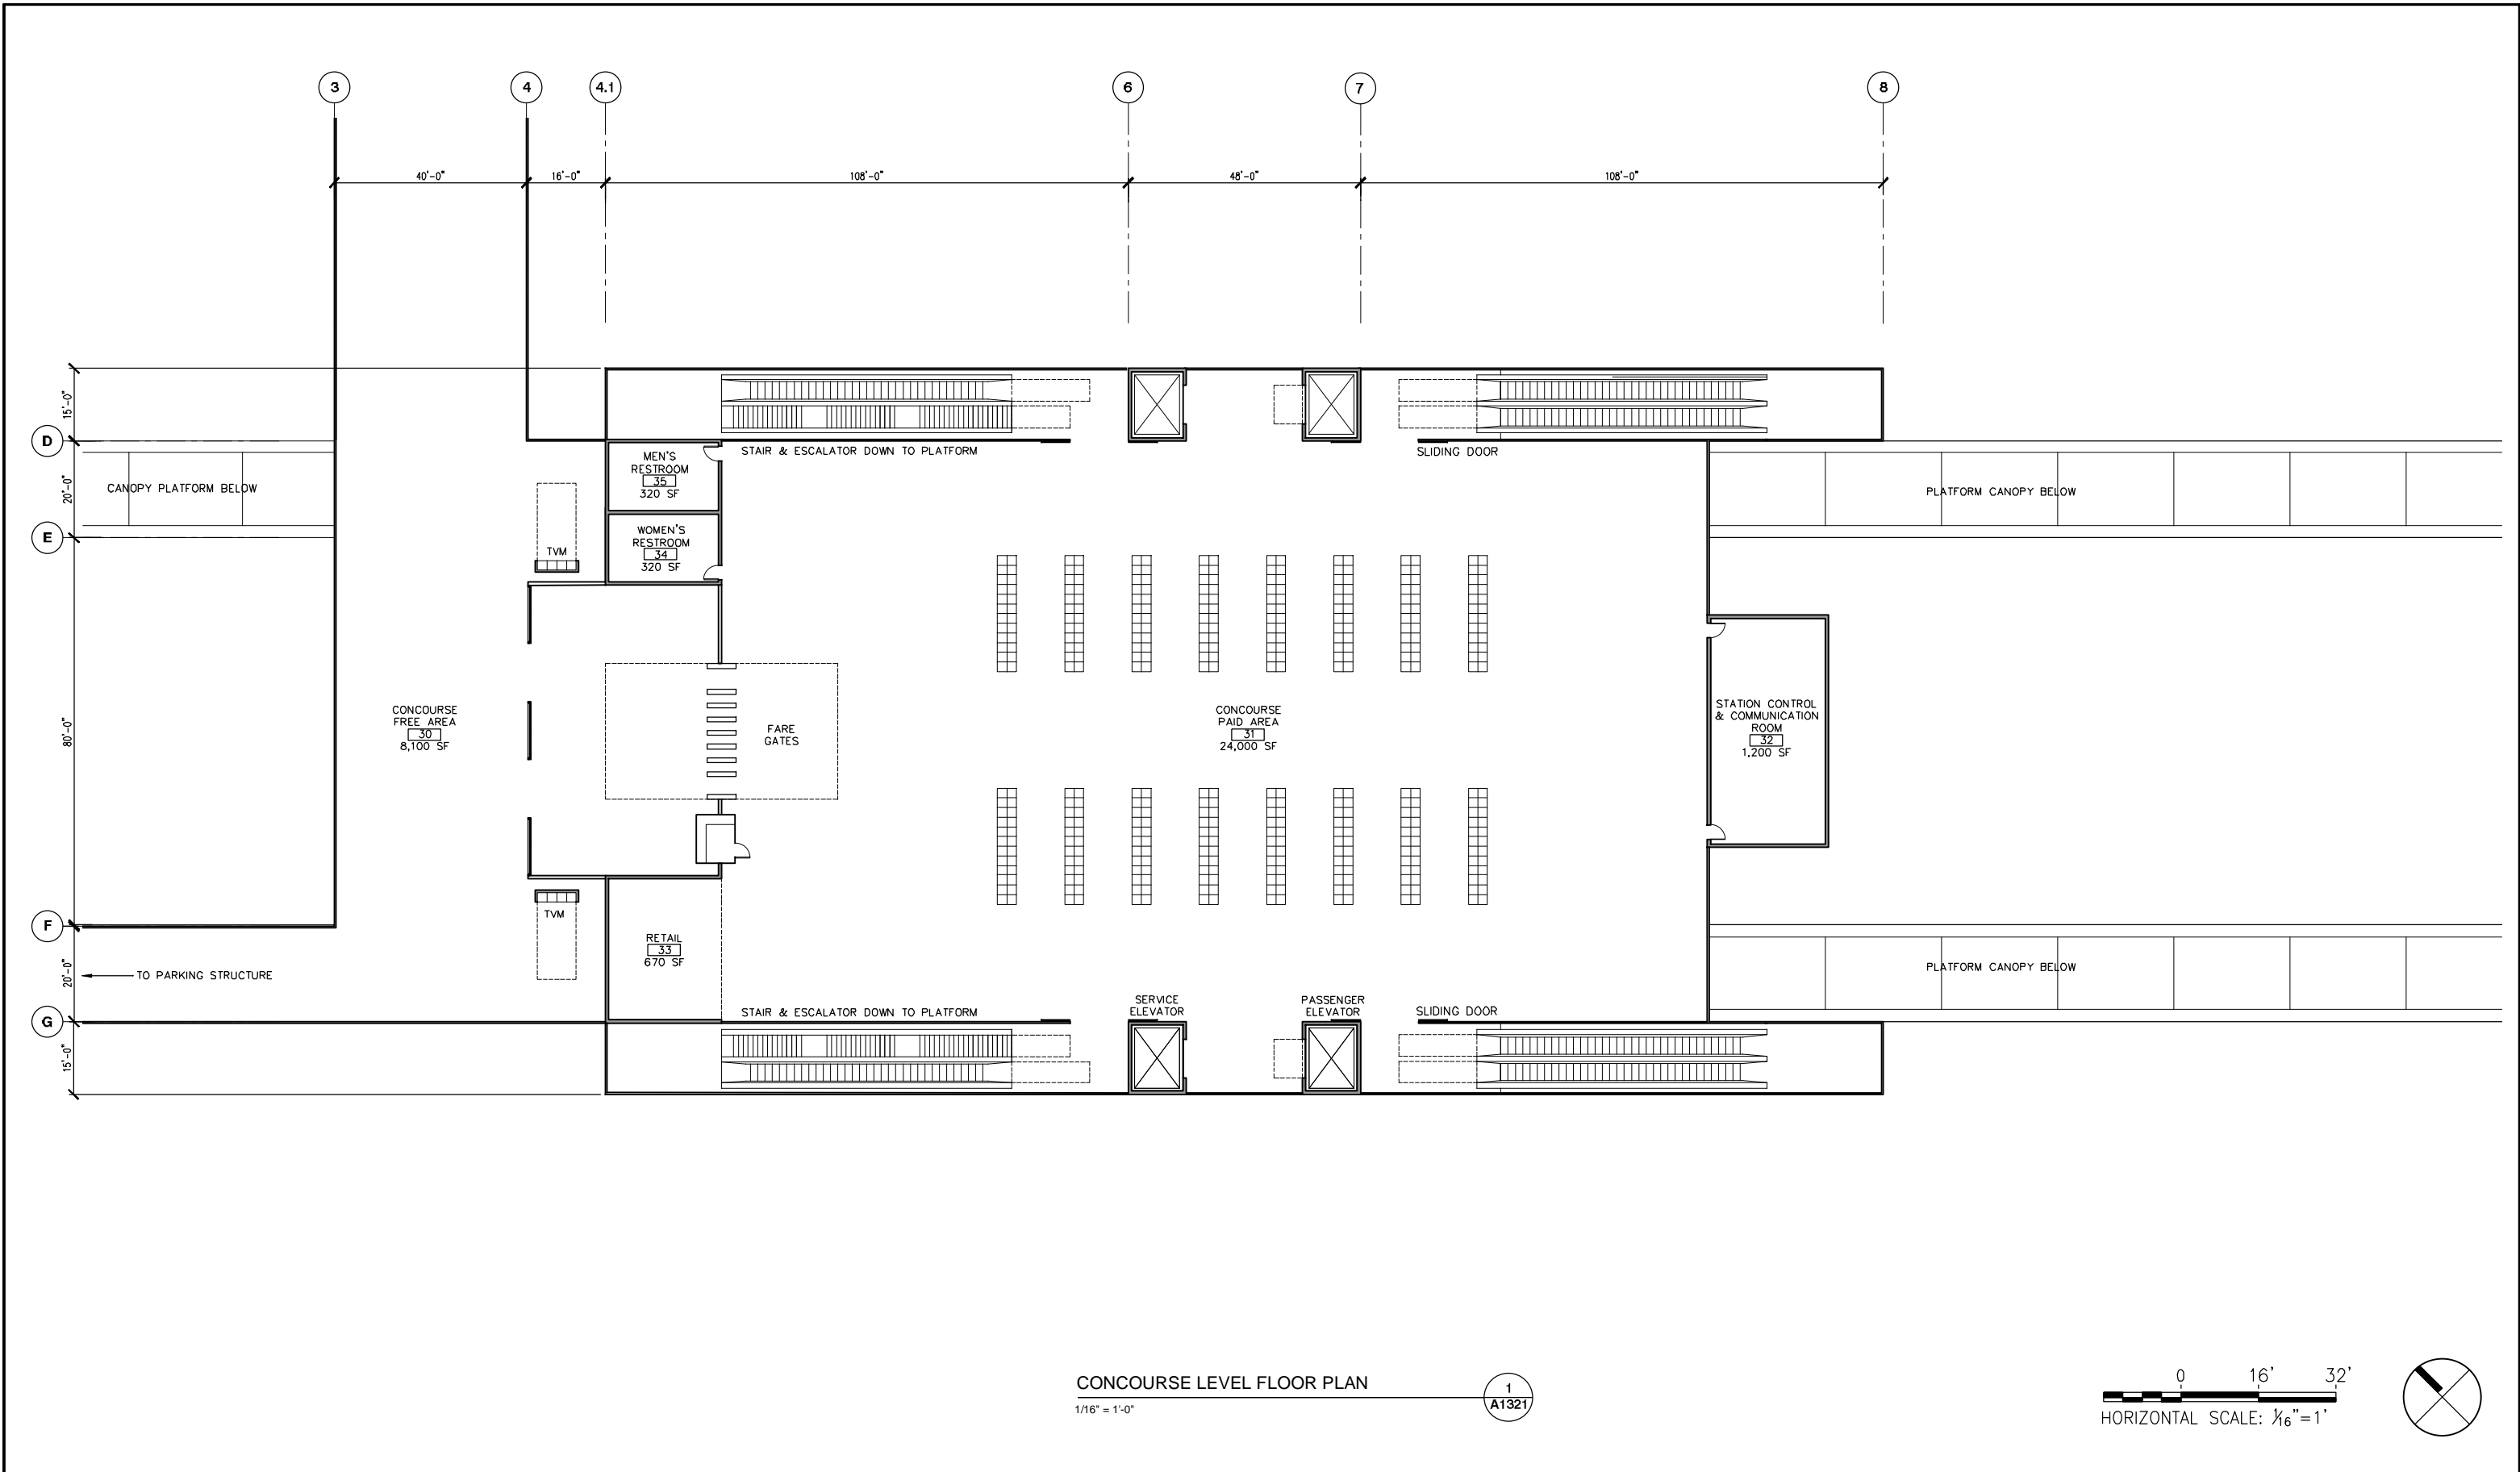 3
4
4.1
6
7
8
40'-0"
16'-0"
108'-0"
48'-0"
108'-0"
15'-0"
D
20'-0"
E
80'-0"
F
20'-0"
G
15'-0"
CANOPY PLATFORM BELOW
MEN'S
RESTROOM
35
320 SF
STAIR & ESCALATOR DOWN TO PLATFORM
SLIDING DOOR
PLATFORM CANOPY BELOW
WOMEN'S
RESTROOM
34
320 SF
TVM
CONCOURSE
FREE AREA
30
8,100 SF
FARE
GATES
CONCOURSE
PAID AREA
31
24,000 SF
STATION CONTROL
& COMMUNICATION
ROOM
32
1,200 SF
TVM
RETAIL
33
670 SF
TO PARKING STRUCTURE
PLATFORM CANOPY BELOW
STAIR & ESCALATOR DOWN TO PLATFORM
SERVICE
ELEVATOR
PASSENGER
ELEVATOR
SLIDING DOOR
CONCOURSE LEVEL FLOOR PLAN
1/16" = 1'-0"
1
A1321
0 16' 32'
HORIZONTAL SCALE: 1/16"=1'